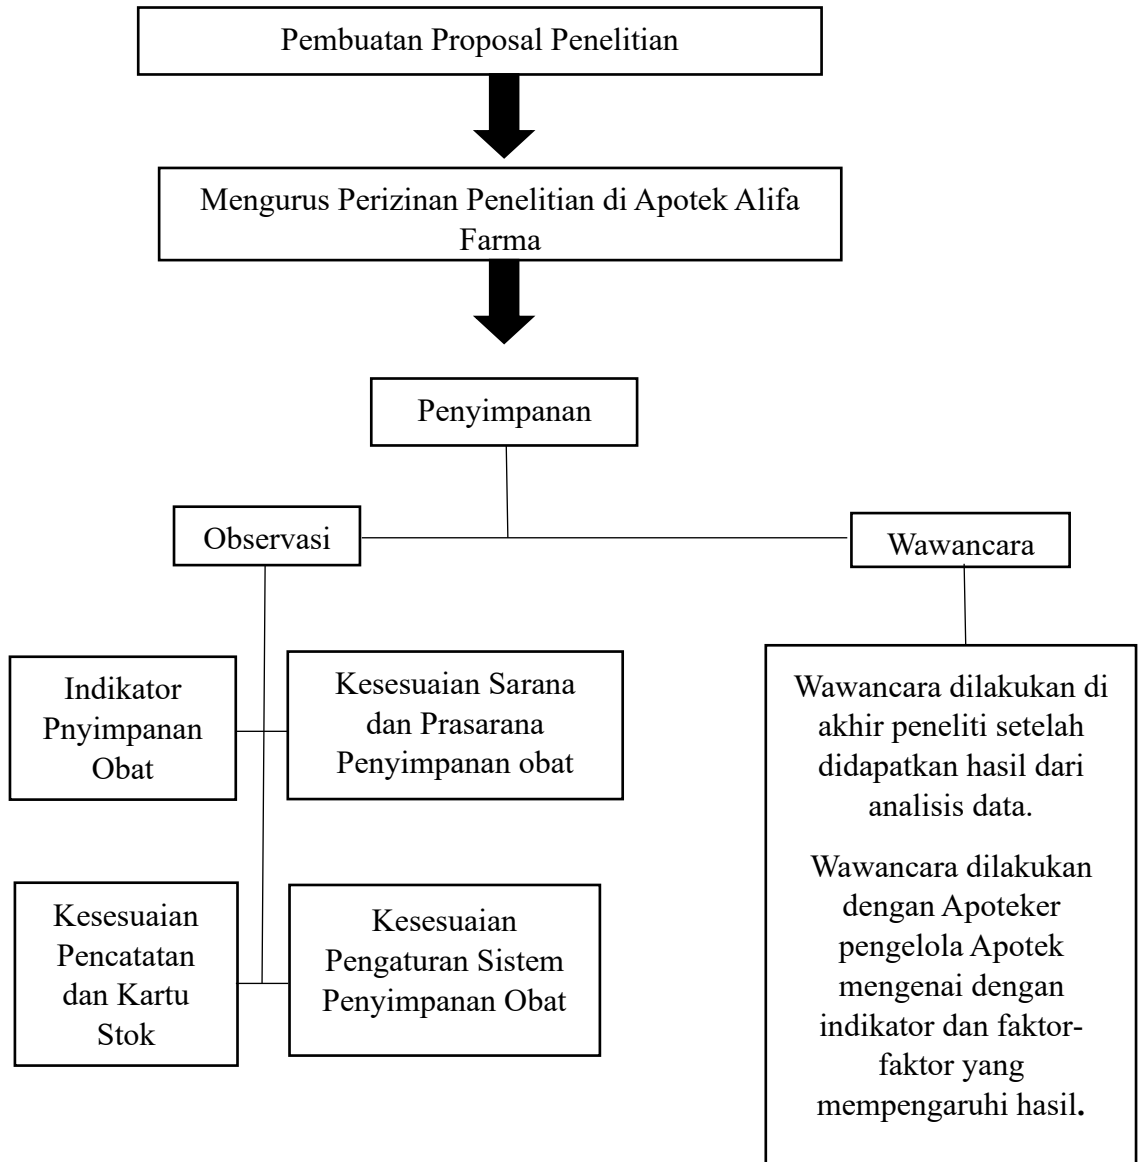 Pembuatan Proposal Penelitian
Mengurus Perizinan Penelitian di Apotek Alifa
Farma
Penyimpanan
Observasi
Wawancara
Indikator
Pnyimpanan
Obat
Kesesuaian Sarana
dan Prasarana
Penyimpanan obat
Kesesuaian
Pencatatan
dan Kartu
Stok
Kesesuaian
Pengaturan Sistem
Penyimpanan Obat
Wawancara dilakukan di
akhir peneliti setelah
didapatkan hasil dari
analisis data.
Wawancara dilakukan
dengan Apoteker
pengelola Apotek
mengenai dengan
indikator dan faktor-
faktor yang
mempengaruhi hasil.